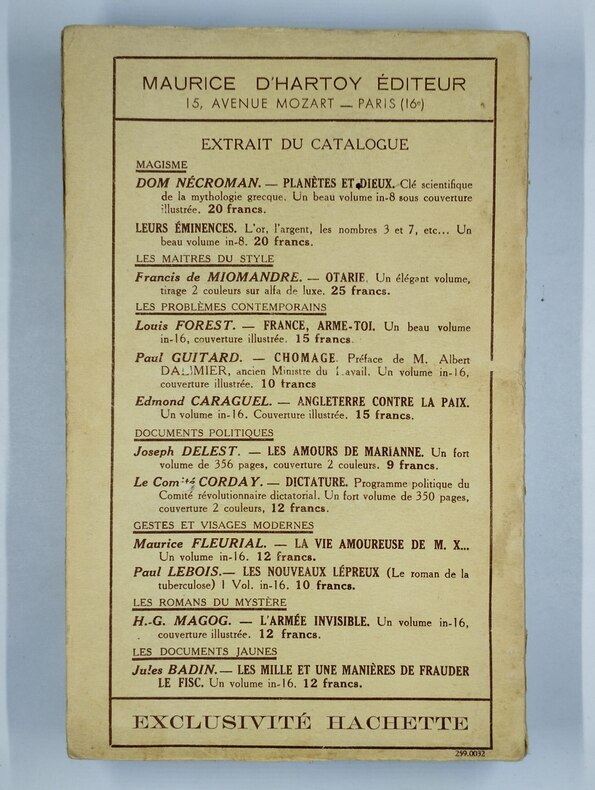 MAURICE D'HARTOY ÉDITEUR
15, AVENUE MOZART — PARIS (16e)
EXTRAIT DU CATALOGUE
MAGISME
DOM NÉCROMAN. — PLANÈTES ET DIEUX. Clé scientifique
de la mythologie grecque. Un beau volume in-8 sous couverture
illustrée. 20 francs.
LEURS ÉMINENCES. L'or, l'argent, les nombres 3 et 7, etc... Un
beau volume in-8. 20 francs.
LES MAITRES DU STYLE
Francis de MIOMANDRE. — OTARIE. Un élégant volume,
tirage 2 couleurs sur alfa de luxe. 25 francs.
LES PROBLÈMES CONTEMPORAINS
Louis FOREST. — FRANCE, ARME-TOI. Un beau volume
in-16, couverture illustrée. 15 francs.
Paul GUITARD. — CHOMAGE. Préface de M. Albert
DALIMIER, ancien Ministre du Travail. Un volume in-16,
couverture illustrée. 10 francs
Edmond CARAGUEL. — ANGLETERRE CONTRE LA PAIX.
Un volume in-16. Couverture illustrée. 15 francs.
DOCUMENTS POLITIQUES
Joseph DELEST. — LES AMOURS DE MARIANNE. Un fort
volume de 356 pages, couverture 2 couleurs. 9 francs.
Le Comité CORDAY. — DICTATURE. Programme politique du
Comité révolutionnaire dictatorial. Un fort volume de 350 pages,
couverture 2 couleurs, 12 francs.
GESTES ET VISAGES MODERNES
Maurice FLEURIAL. — LA VIE AMOUREUSE DE M. X...
Un volume in-16. 12 francs.
Paul LEBOIS. — LES NOUVEAUX LÉPREUX (Le roman de la
tuberculose) 1 Vol. in-16. 10 francs.
LES ROMANS DU MYSTÈRE
H.-G. MAGOG. — L'ARMÉE INVISIBLE. Un volume in-16,
couverture illustrée. 12 francs.
LES DOCUMENTS JAUNES
Jules BADIN. — LES MILLE ET UNE MANIÈRES DE FRAUDER
LE FISC. Un volume in-16. 12 francs.
EXCLUSIVITÉ HACHETTE
259.0032